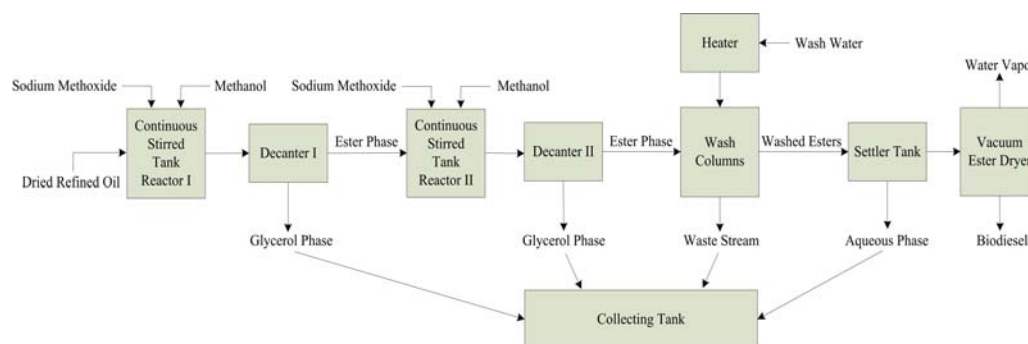 Heater
Wash Water
Water Vapo
Sodium Methoxide
Methanol
Sodium Methoxide
Methanol
Continuous
Stirred
Tank
Reactor I
Decanter I
Ester Phase
Continuous
Stirred
Tank
Reactor II
Decanter II
Ester Phase
Wash
Columns
Washed Esters
Settler Tank
Vacuum
Ester Dryer
Dried Refined Oil
Glycerol Phase
Glycerol Phase
Waste Stream
Aqueous Phase
Biodiesel
Collecting Tank